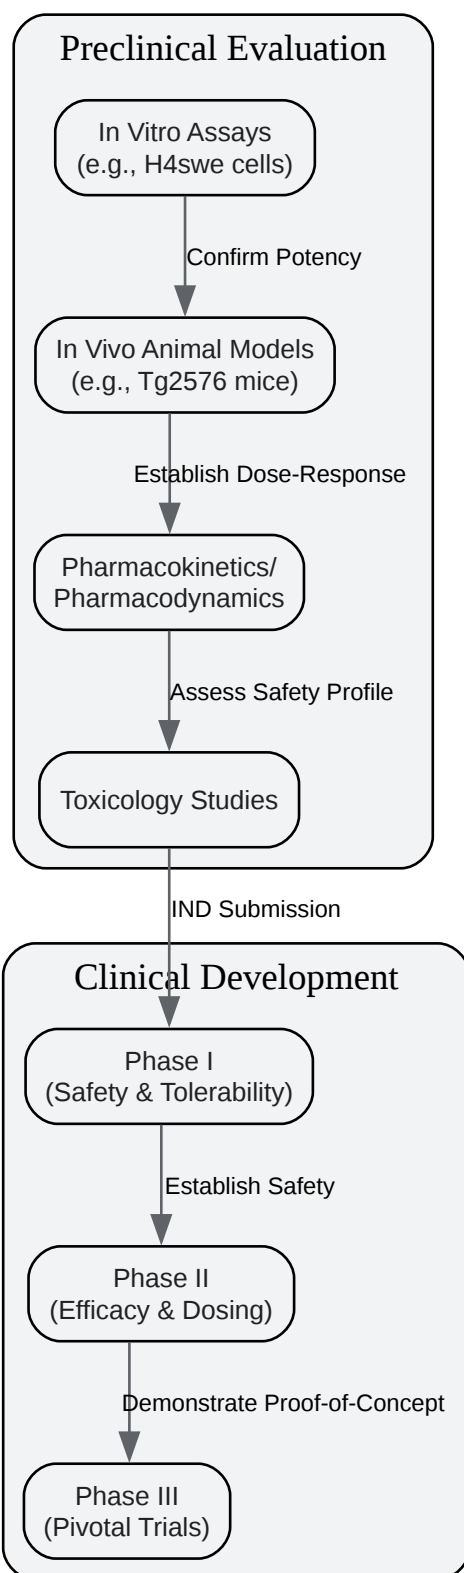 Preclinical Evaluation
In Vitro Assays
(e.g., H4swe cells)
Confirm Potency
In Vivo Animal Models
(e.g., Tg2576 mice)
Establish Dose-Response
Pharmacokinetics/
Pharmacodynamics
Assess Safety Profile
Toxicology Studies
IND Submission
Clinical Development
Phase I
(Safety & Tolerability)
Establish Safety
Phase II
(Efficacy & Dosing)
Demonstrate Proof-of-Concept
Phase III
(Pivotal Trials)